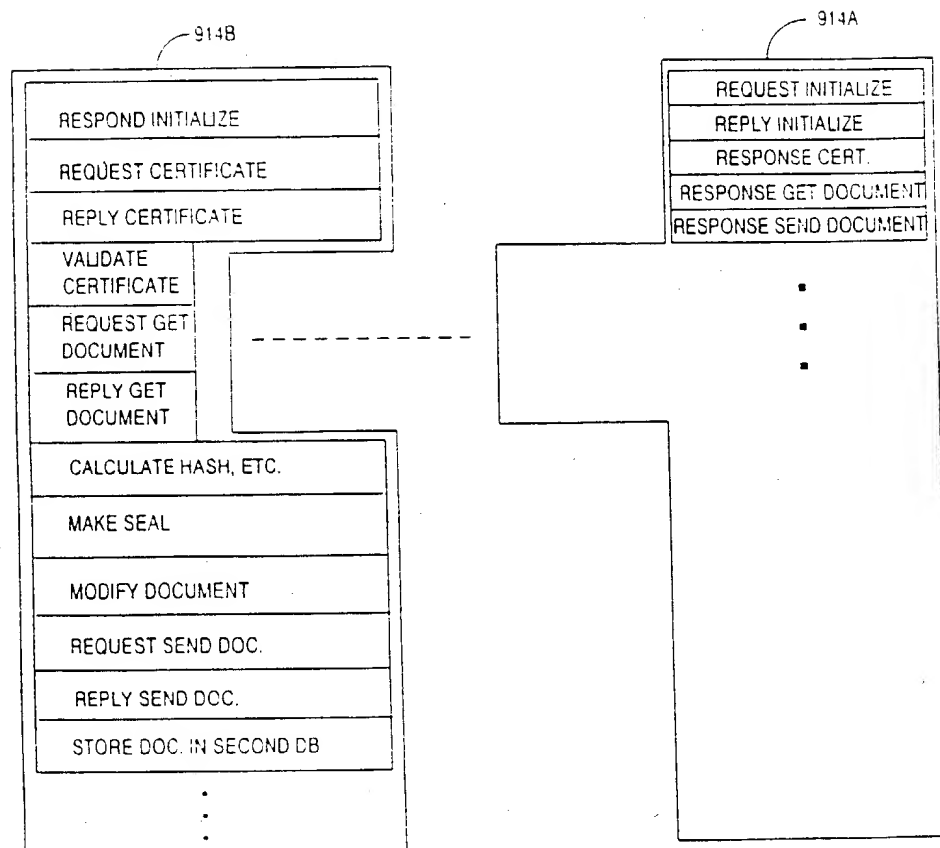 914B
RESPOND INITIALIZE
REQUEST CERTIFICATE
REPLY CERTIFICATE
VALIDATE
CERTIFICATE
REQUEST GET
DOCUMENT
REPLY GET
DOCUMENT
CALCULATE HASH, ETC.
MAKE SEAL
MODIFY DOCUMENT
REQUEST SEND DOC.
REPLY SEND DOC.
STORE DOC. IN SECOND DB
914A
REQUEST INITIALIZE
REPLY INITIALIZE
RESPONSE CERT.
RESPONSE GET DOCUMENT
RESPONSE SEND DOCUMENT